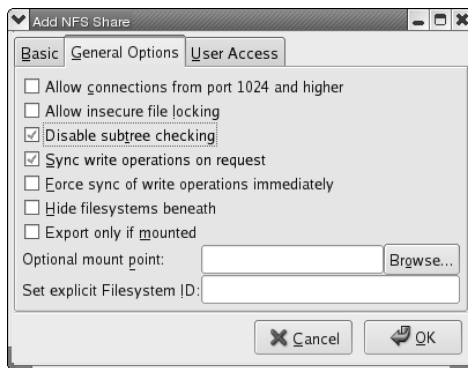 Add NFS Share
Basic General Options User Access
Allow connections from port 1024 and higher
Allow insecure file locking
Disable subtree checking
Sync write operations on request
Force sync of write operations immediately
Hide filesystems beneath
Export only if mounted
Optional mount point: Browse...
Set explicit Filesystem ID:
Cancel OK